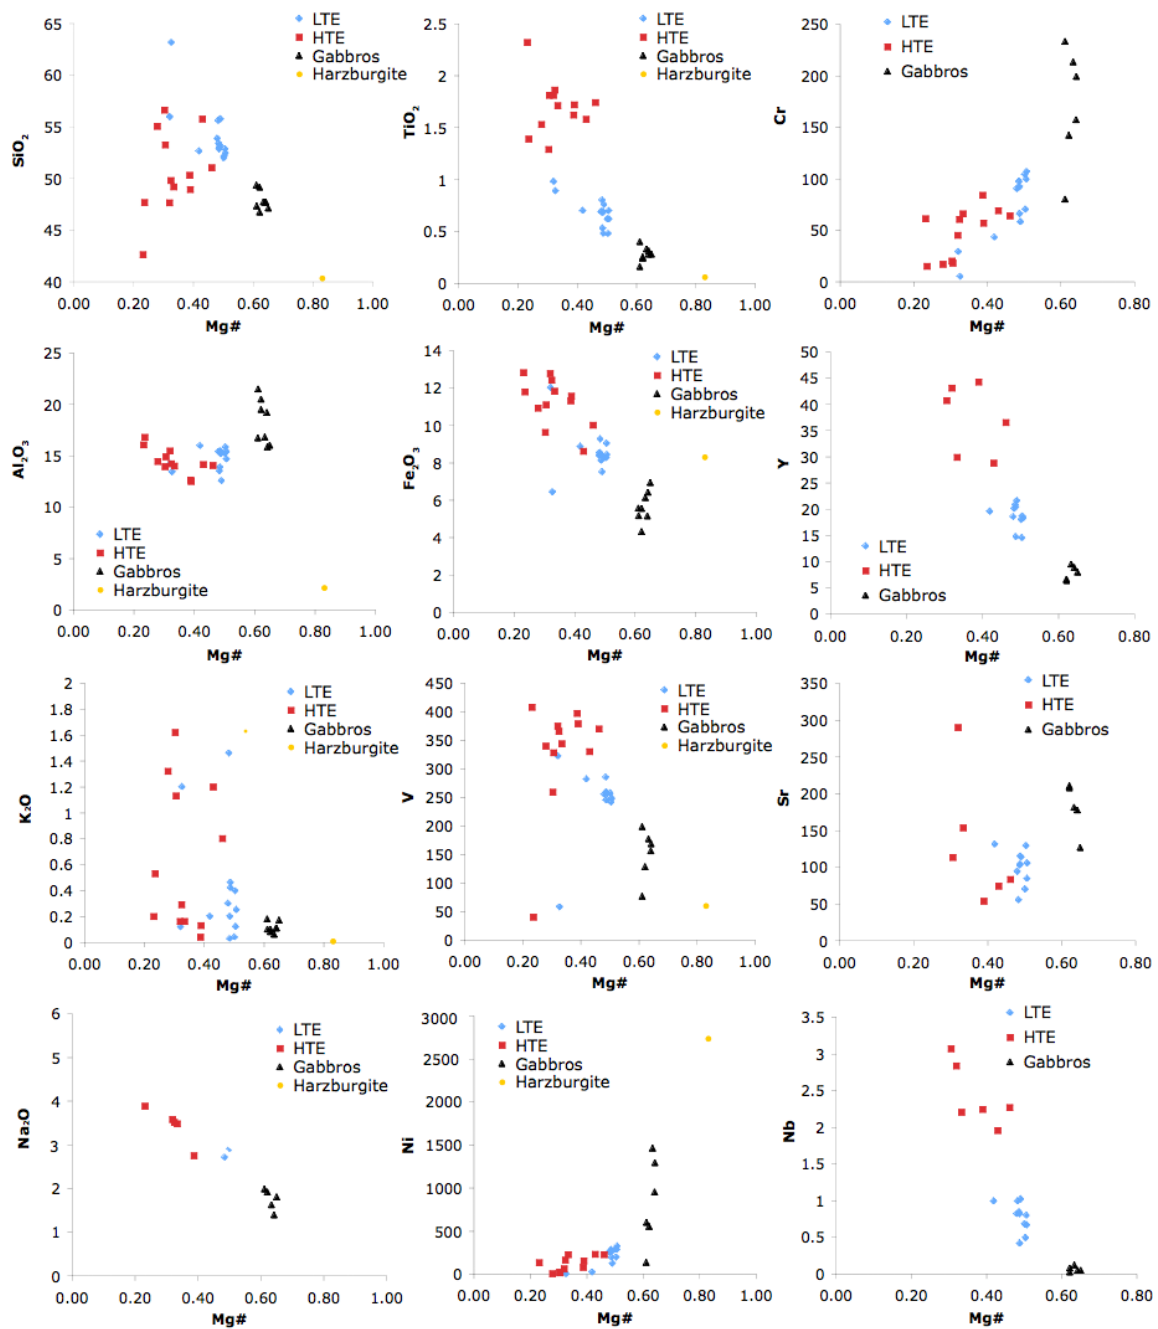 SiO2
65
60
55
50
45
40
0.00 0.20 0.40 0.60 0.80 1.00
Mg#
LTE
HTE
Gabbros
Harzburgite
TiO2
2.5
2
1.5
1
0.5
0
0.00 0.20 0.40 0.60 0.80 1.00
Mg#
LTE
HTE
Gabbros
Harzburgite
Cr
250
200
150
100
50
0
0.00 0.20 0.40 0.60 0.80
Mg#
LTE
HTE
Gabbros
Al2O3
25
20
15
10
5
0
0.00 0.20 0.40 0.60 0.80 1.00
Mg#
LTE
HTE
Gabbros
Harzburgite
Fe2O3
14
12
10
8
6
4
2
0
0.00 0.20 0.40 0.60 0.80 1.00
Mg#
LTE
HTE
Gabbros
Harzburgite
Y
50
45
40
35
30
25
20
15
10
5
0
0.00 0.20 0.40 0.60 0.80
Mg#
LTE
HTE
Gabbros
K2O
2
1.8
1.6
1.4
1.2
1
0.8
0.6
0.4
0.2
0
0.00 0.20 0.40 0.60 0.80 1.00
Mg#
LTE
HTE
Gabbros
Harzburgite
V
450
400
350
300
250
200
150
100
50
0
0.00 0.20 0.40 0.60 0.80 1.00
Mg#
LTE
HTE
Gabbros
Harzburgite
Sr
350
300
250
200
150
100
50
0
0.00 0.20 0.40 0.60 0.80
Mg#
LTE
HTE
Gabbros
Na2O
6
5
4
3
2
1
0
0.00 0.20 0.40 0.60 0.80 1.00
Mg#
LTE
HTE
Gabbros
Harzburgite
Ni
3000
2500
2000
1500
1000
500
0
0.00 0.20 0.40 0.60 0.80 1.00
Mg#
LTE
HTE
Gabbros
Harzburgite
Nb
3.5
3
2.5
2
1.5
1
0.5
0
0.00 0.20 0.40 0.60 0.80
Mg#
LTE
HTE
Gabbros